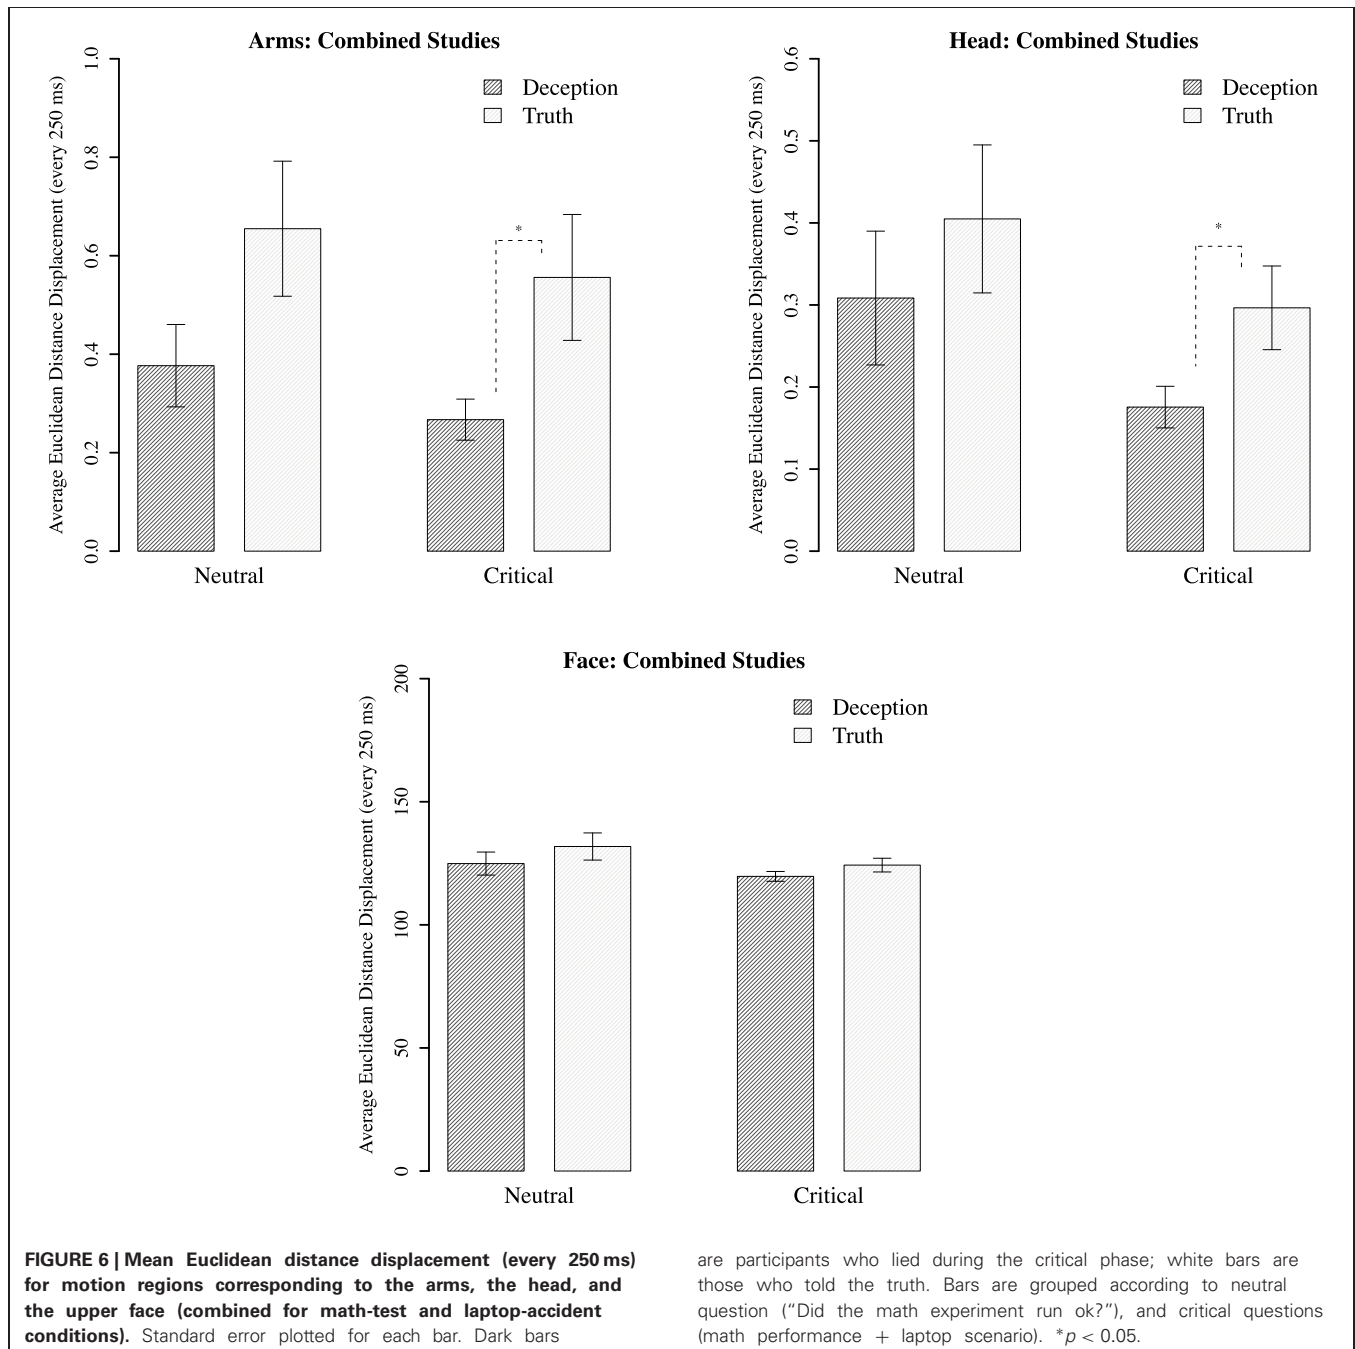 Arms: Combined Studies
Average Euclidean Distance Displacement (every 250 ms)
1.0
0.8
0.6
0.4
0.2
0.0
Deception
Truth
*
Neutral
Critical
Head: Combined Studies
Average Euclidean Distance Displacement (every 250 ms)
0.6
0.5
0.4
0.3
0.2
0.1
0.0
Deception
Truth
*
Neutral
Critical
Face: Combined Studies
Average Euclidean Distance Displacement (every 250 ms)
200
150
100
50
0
Deception
Truth
Neutral
Critical
FIGURE 6 | Mean Euclidean distance displacement (every 250 ms)
for motion regions corresponding to the arms, the head, and
the upper face (combined for math-test and laptop-accident
conditions). Standard error plotted for each bar. Dark bars
are participants who lied during the critical phase; white bars are
those who told the truth. Bars are grouped according to neutral
question (“Did the math experiment run ok?”), and critical questions
(math performance + laptop scenario). *p < 0.05.